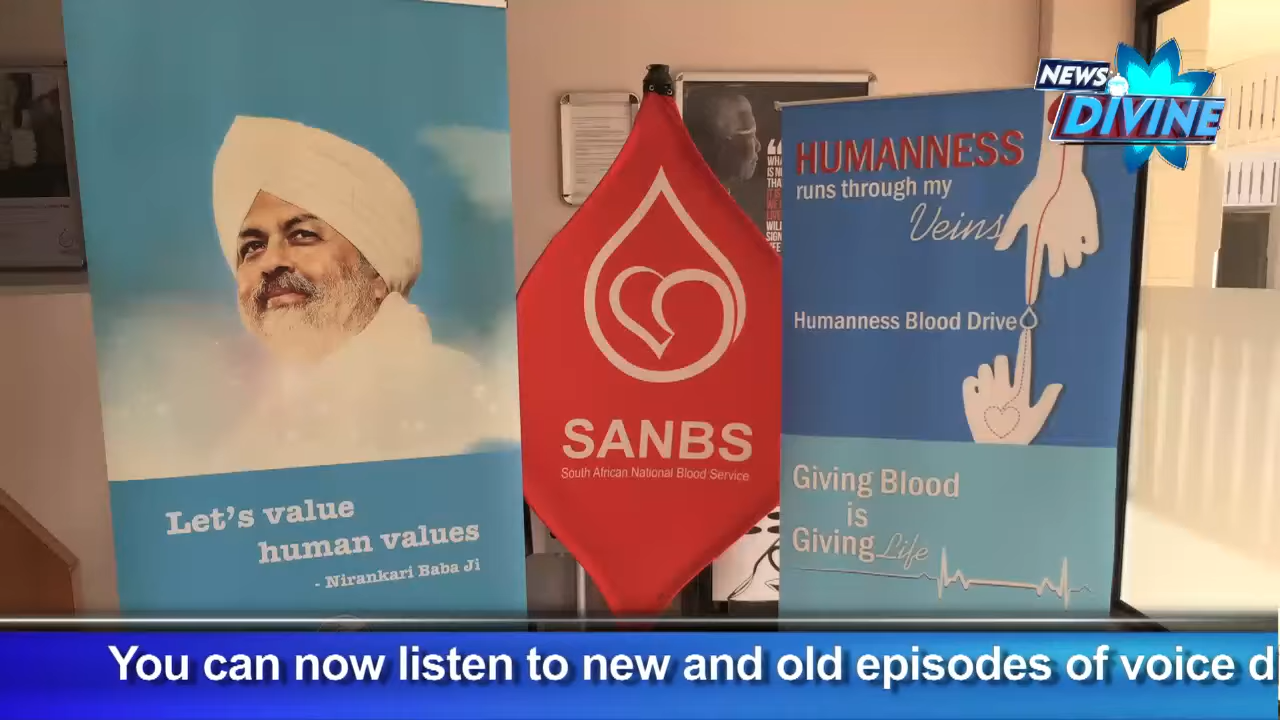 NEWS
DIVINE
Let's value
human values
- Nirankari Baba Ji
SANBS
South African National Blood Service
HUMANNESS
runs through my
Veins
Humanness Blood Drive
Giving Blood
is
Giving Life
You can now listen to new and old episodes of voice d